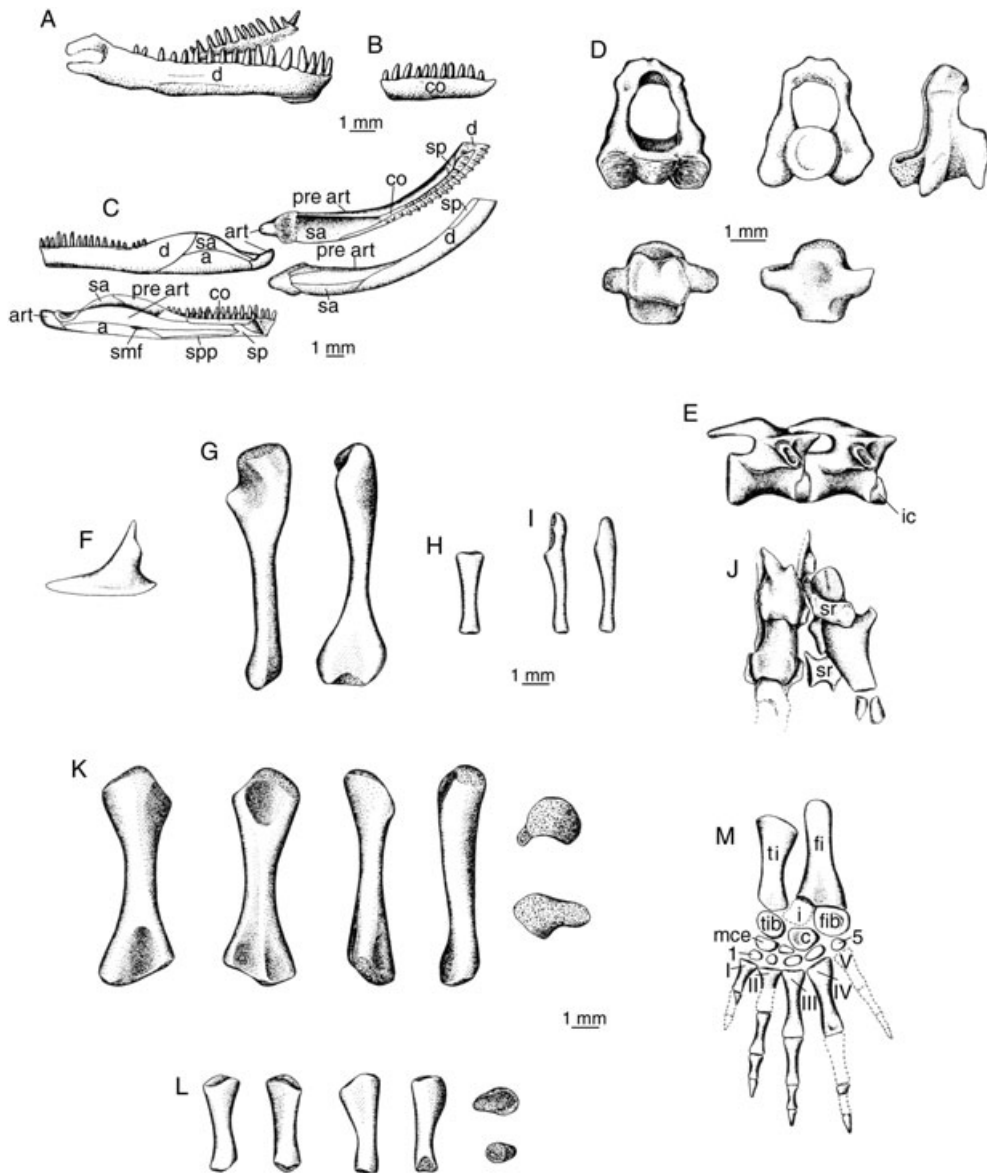 A
d
B
co
1 mm
D
1 mm
C
d
sa
a
art
pre art
sp
co
d
sa
pre art
sp
d
sa
art
sa
pre art
co
a
smf
spp
sp
1 mm
E
ic
F
G
H
I
1 mm
J
sr
sr
K
1 mm
L
M
ti
fi
tib
i
fib
mce
c
5
1
V
I
II
III
IV